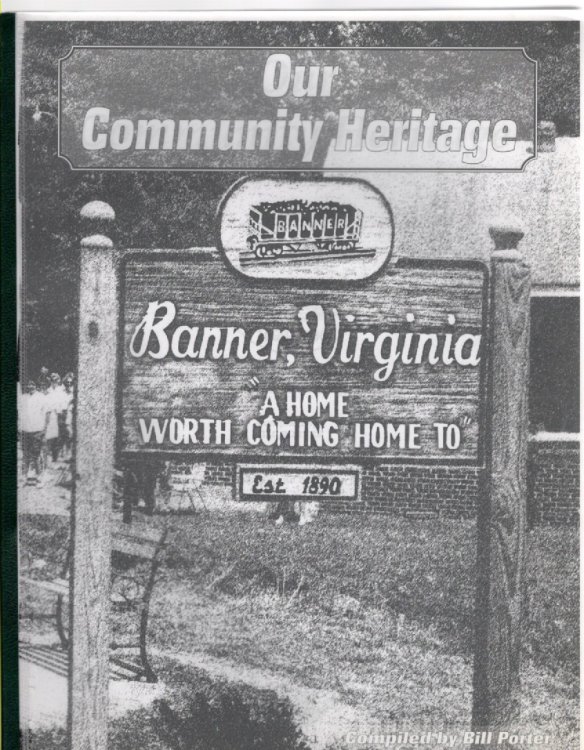 Our
Community Heritage
BANNER
Banner, Virginia
"A HOME
WORTH COMING HOME TO"
Est 1890
Compiled by Bill Porter